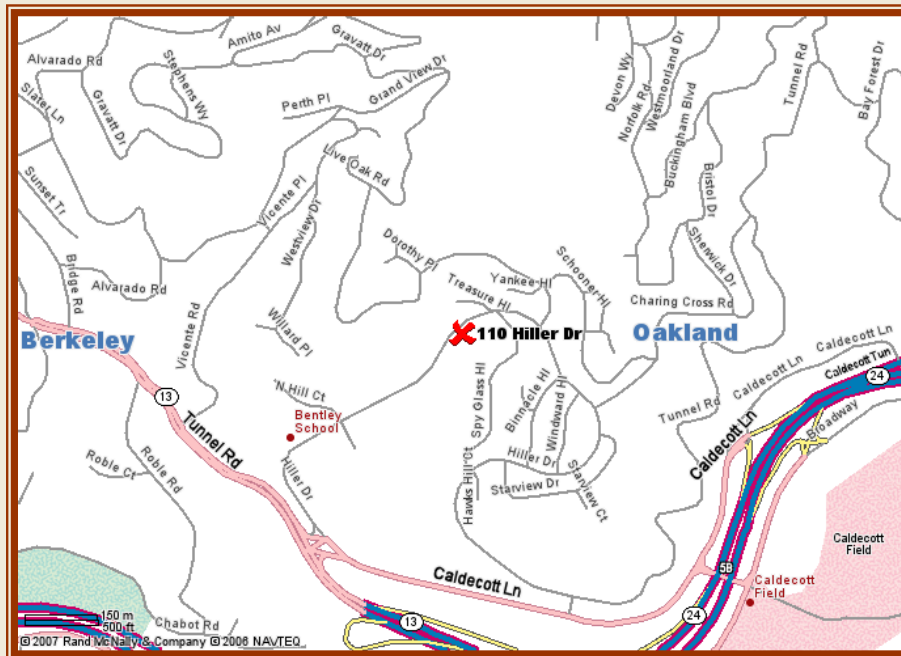 Amito Av
Gravatt Dr
Alvarado Rd
Stephens Wy
Grand View Dr
Slater Ln
Gravatt Dr
Perth Pl
Devon Wy
Norfolk Rd
Westmoorland Dr
Buckingham Blvd
Tunnel Rd
Bay Forest Dr
Live Oak Rd
Sunset Tr
Vicente Pl
Westview Dr
Bristol Dr
Sherwick Dr
Bridge Rd
Alvarado Rd
Dorothy Pl
Yankee Hl
Schooner Hl
Treasure Hl
Charing Cross Rd
Vicente Rd
Willard Pl
Berkeley
110 Hiller Dr
Oakland
Caldecott Ln
Caldecott Ln
Caldecott Tun
24
13
N Hill Ct
Bentley
School
Spy Glass Hl
Binnacle Hl
Windward Hl
Tunnel Rd
Broadway
Tunnel Rd
Caldecott Ln
Roble Ct
Roble Rd
Hiller Dr
Hawks Hill Ct
Hiller Dr
Starview Dr
Starview Ct
Caldecott
Field
Caldecott Ln
5B
Caldecott
Field
24
13
150 m
500 ft
Chabot Rd
© 2007 Rand McNally & Company © 2006 NAVTEQ